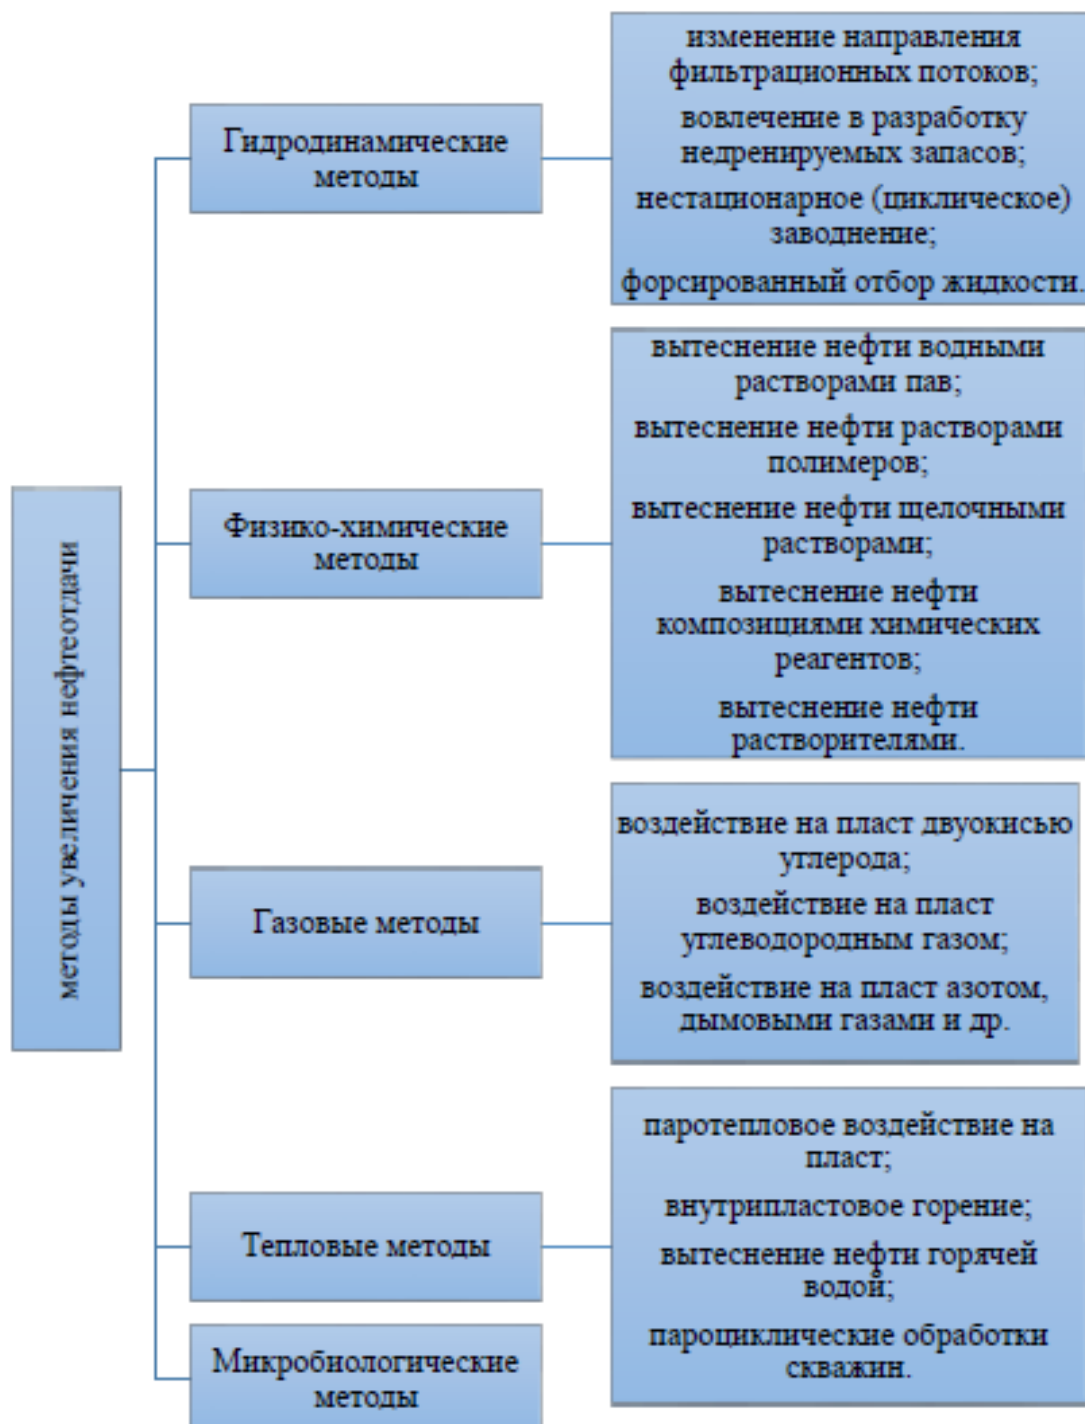 методы увеличения нефтеотдачи
Гидродинамические
методы
изменение направления
фильтрационных потоков;
вовлечение в разработку
недренируемых запасов;
нестационарное (циклическое)
заводнение;
форсированный отбор жидкости.
Физико-химические
методы
вытеснение нефти водными
растворами пав;
вытеснение нефти растворами
полимеров;
вытеснение нефти щелочными
растворами;
вытеснение нефти
композициями химических
реагентов;
вытеснение нефти
растворителями.
Газовые методы
воздействие на пласт двуокисью
углерода;
воздействие на пласт
углеводородным газом;
воздействие на пласт азотом,
дымовыми газами и др.
Тепловые методы
паротепловое воздействие на
пласт;
внутрипластовое горение;
вытеснение нефти горячей
водой;
пароциклические обработки
скважин.
Микробиологические
методы